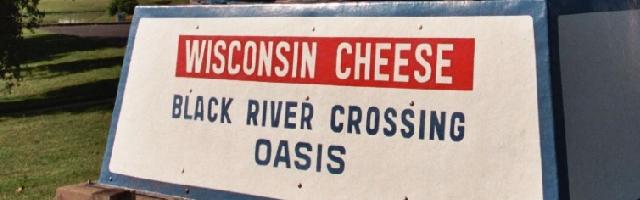 WISCONSIN CHEESE
BLACK RIVER CROSSING
OASIS